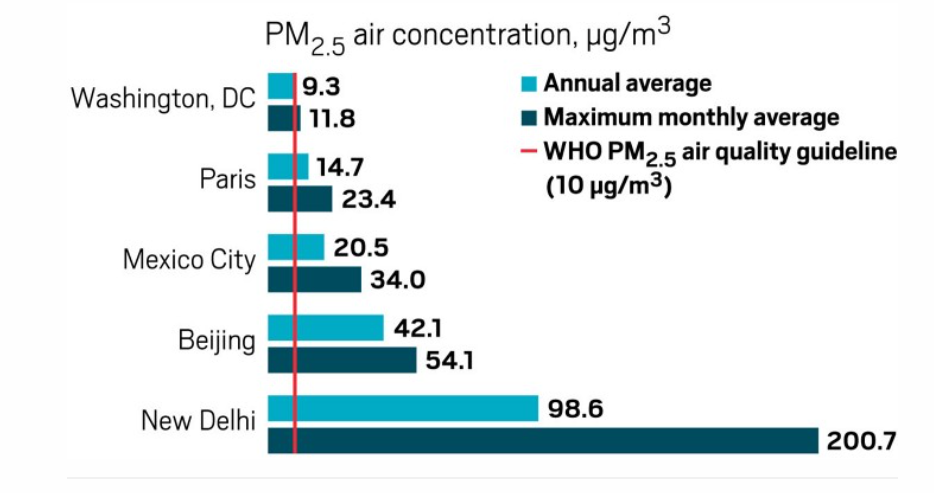 PM2.5 air concentration, µg/m³
Annual average
Maximum monthly average
WHO PM2.5 air quality guideline
(10 µg/m³)
Washington, DC
9.3
11.8
Paris
14.7
23.4
Mexico City
20.5
34.0
Beijing
42.1
54.1
New Delhi
98.6
200.7